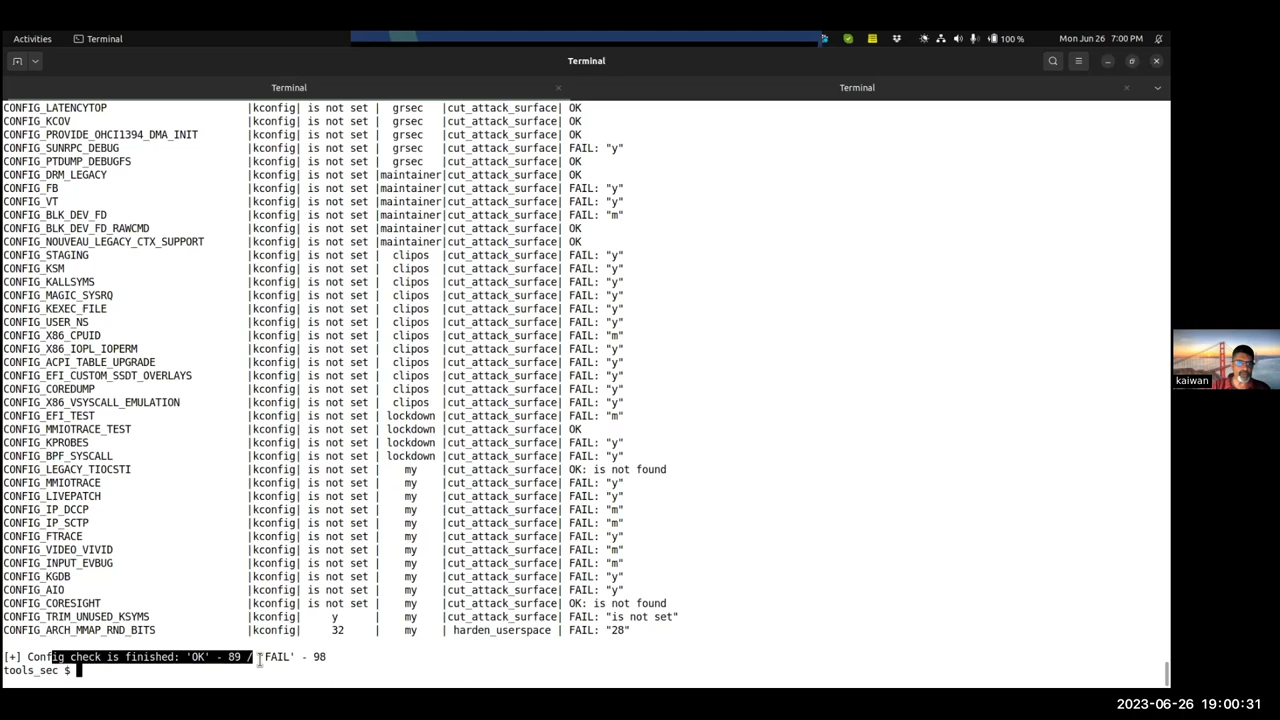 Activities Terminal 100 % Mon Jun 26 7:00 PM
Terminal
Terminal Terminal
CONFIG_LATENCYTOP |kconfig| is not set | grsec |cut_attack_surface| OK
CONFIG_KCOV |kconfig| is not set | grsec |cut_attack_surface| OK
CONFIG_PROVIDE_OHCI1394_DMA_INIT |kconfig| is not set | grsec |cut_attack_surface| OK
CONFIG_SUNRPC_DEBUG |kconfig| is not set | grsec |cut_attack_surface| FAIL: "y"
CONFIG_PTDUMP_DEBUGFS |kconfig| is not set | grsec |cut_attack_surface| OK
CONFIG_DRM_LEGACY |kconfig| is not set |maintainer|cut_attack_surface| OK
CONFIG_FB |kconfig| is not set |maintainer|cut_attack_surface| FAIL: "y"
CONFIG_VT |kconfig| is not set |maintainer|cut_attack_surface| FAIL: "y"
CONFIG_BLK_DEV_FD |kconfig| is not set |maintainer|cut_attack_surface| FAIL: "m"
CONFIG_BLK_DEV_FD_RAWCMD |kconfig| is not set |maintainer|cut_attack_surface| OK
CONFIG_NOUVEAU_LEGACY_CTX_SUPPORT |kconfig| is not set |maintainer|cut_attack_surface| OK
CONFIG_STAGING |kconfig| is not set | clipos |cut_attack_surface| FAIL: "y"
CONFIG_KSM |kconfig| is not set | clipos |cut_attack_surface| FAIL: "y"
CONFIG_KALLSYMS |kconfig| is not set | clipos |cut_attack_surface| FAIL: "y"
CONFIG_MAGIC_SYSRQ |kconfig| is not set | clipos |cut_attack_surface| FAIL: "y"
CONFIG_KEXEC_FILE |kconfig| is not set | clipos |cut_attack_surface| FAIL: "y"
CONFIG_USER_NS |kconfig| is not set | clipos |cut_attack_surface| FAIL: "y"
CONFIG_X86_CPUID |kconfig| is not set | clipos |cut_attack_surface| FAIL: "m"
CONFIG_X86_IOPL_IOPERM |kconfig| is not set | clipos |cut_attack_surface| FAIL: "y"
CONFIG_ACPI_TABLE_UPGRADE |kconfig| is not set | clipos |cut_attack_surface| FAIL: "y"
CONFIG_EFI_CUSTOM_SSDT_OVERLAYS |kconfig| is not set | clipos |cut_attack_surface| FAIL: "y"
CONFIG_COREDUMP |kconfig| is not set | clipos |cut_attack_surface| FAIL: "y"
CONFIG_X86_VSYSCALL_EMULATION |kconfig| is not set | clipos |cut_attack_surface| FAIL: "y"
CONFIG_EFI_TEST |kconfig| is not set | lockdown |cut_attack_surface| FAIL: "m"
CONFIG_MMIOTRACE_TEST |kconfig| is not set | lockdown |cut_attack_surface| OK
CONFIG_KPROBES |kconfig| is not set | lockdown |cut_attack_surface| FAIL: "y"
CONFIG_BPF_SYSCALL |kconfig| is not set | lockdown |cut_attack_surface| FAIL: "y"
CONFIG_LEGACY_TIOCSTI |kconfig| is not set | my |cut_attack_surface| OK: is not found
CONFIG_MMIOTRACE |kconfig| is not set | my |cut_attack_surface| FAIL: "y"
CONFIG_LIVEPATCH |kconfig| is not set | my |cut_attack_surface| FAIL: "y"
CONFIG_IP_DCCP |kconfig| is not set | my |cut_attack_surface| FAIL: "m"
CONFIG_IP_SCTP |kconfig| is not set | my |cut_attack_surface| FAIL: "m"
CONFIG_FTRACE |kconfig| is not set | my |cut_attack_surface| FAIL: "y"
CONFIG_VIDEO_VIVID |kconfig| is not set | my |cut_attack_surface| FAIL: "m"
CONFIG_INPUT_EVBUG |kconfig| is not set | my |cut_attack_surface| FAIL: "m"
CONFIG_KGDB |kconfig| is not set | my |cut_attack_surface| FAIL: "y"
CONFIG_AIO |kconfig| is not set | my |cut_attack_surface| FAIL: "y"
CONFIG_CORESIGHT |kconfig| is not set | my |cut_attack_surface| OK: is not found
CONFIG_TRIM_UNUSED_KSYMS |kconfig| y | my |cut_attack_surface| FAIL: "is not set"
CONFIG_ARCH_MMAP_RND_BITS |kconfig| 32 | my | harden_userspace | FAIL: "28"
[+] Config check is finished: 'OK' - 89 / 'FAIL' - 98
tools_sec $
kaiwan
2023-06-26 19:00:31